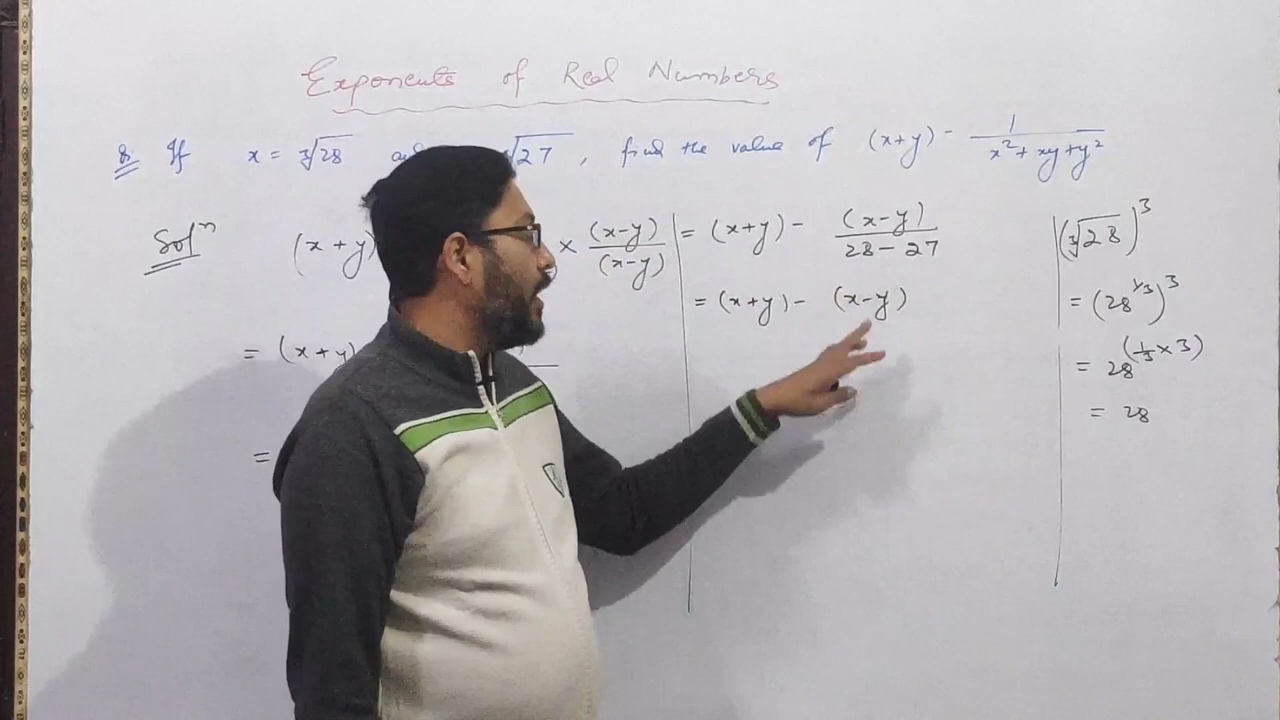 Exponents of Real Numbers
Q. If x = ∛28 √27 , find the value of (x+y) - 1/(x²+xy+y²)
Solⁿ (x+y) × (x-y)/(x-y)
= (x+y)
=
= (x+y) - (x-y)/(28-27)
= (x+y) - (x-y)
(∛28)³
= (28^1/3)³
= 28^(1/3 × 3)
= 28